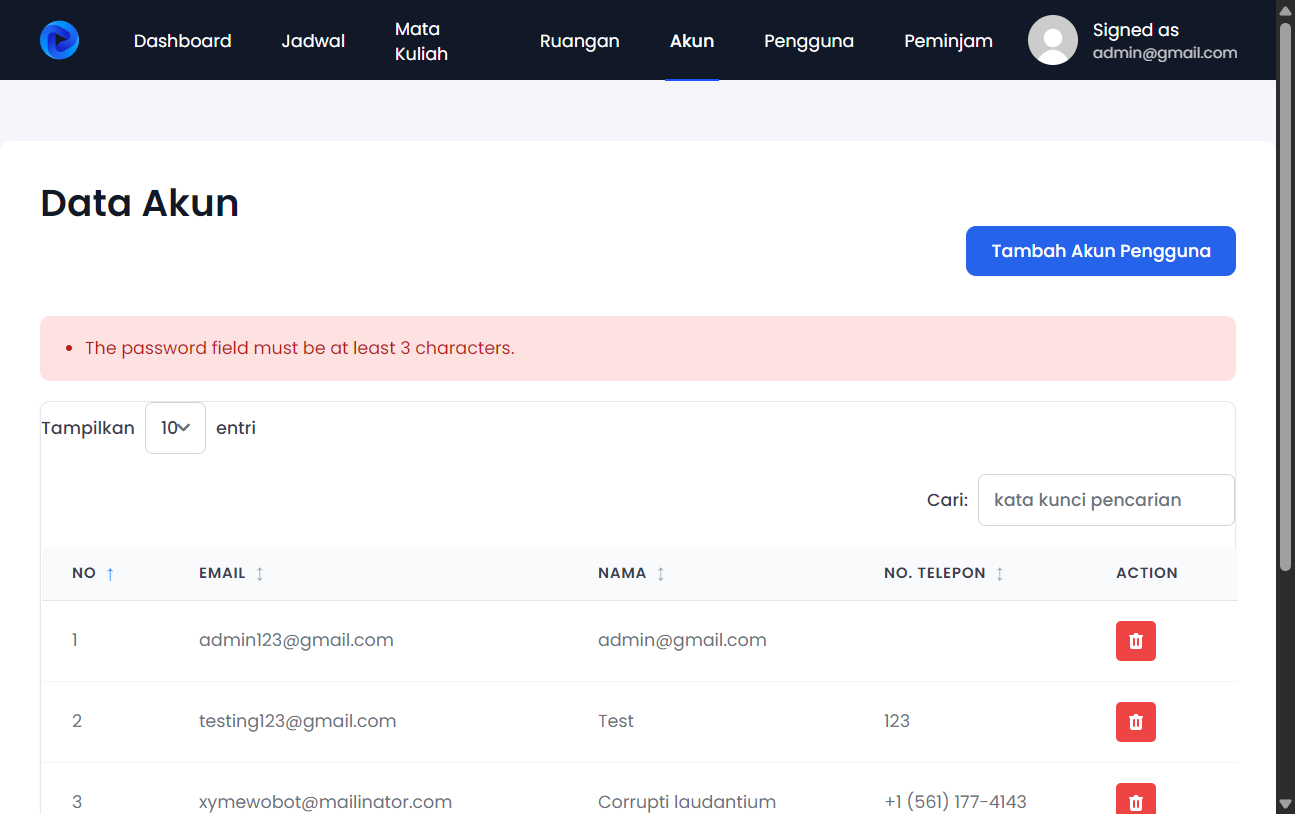 Dashboard
Jadwal
Mata
Kuliah
Ruangan
Akun
Pengguna
Peminjam
Signed as
admin@gmail.com
Data Akun
Tambah Akun Pengguna
• The password field must be at least 3 characters.
Tampilkan 10 entri
Cari: kata kunci pencarian
NO ↑ EMAIL ↕ NAMA ↕ NO. TELEPON ↕ ACTION
1 admin123@gmail.com admin@gmail.com
2 testing123@gmail.com Test 123
3 xymewobot@mailinator.com Corrupti laudantium +1 (561) 177-4143